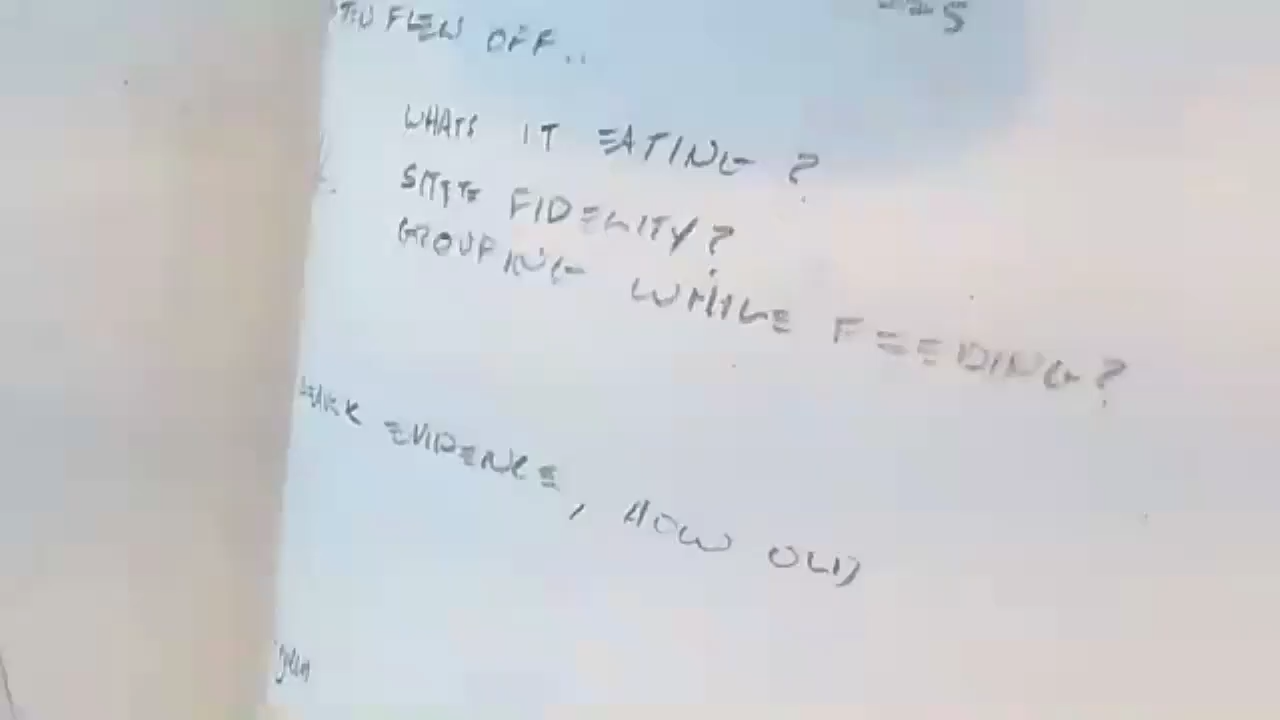 FLEW OFF..
WHATS IT EATING?
SITE FIDELITY?
GROUPING WHILE FEEDING?
EVIDENCE, HOW OLD